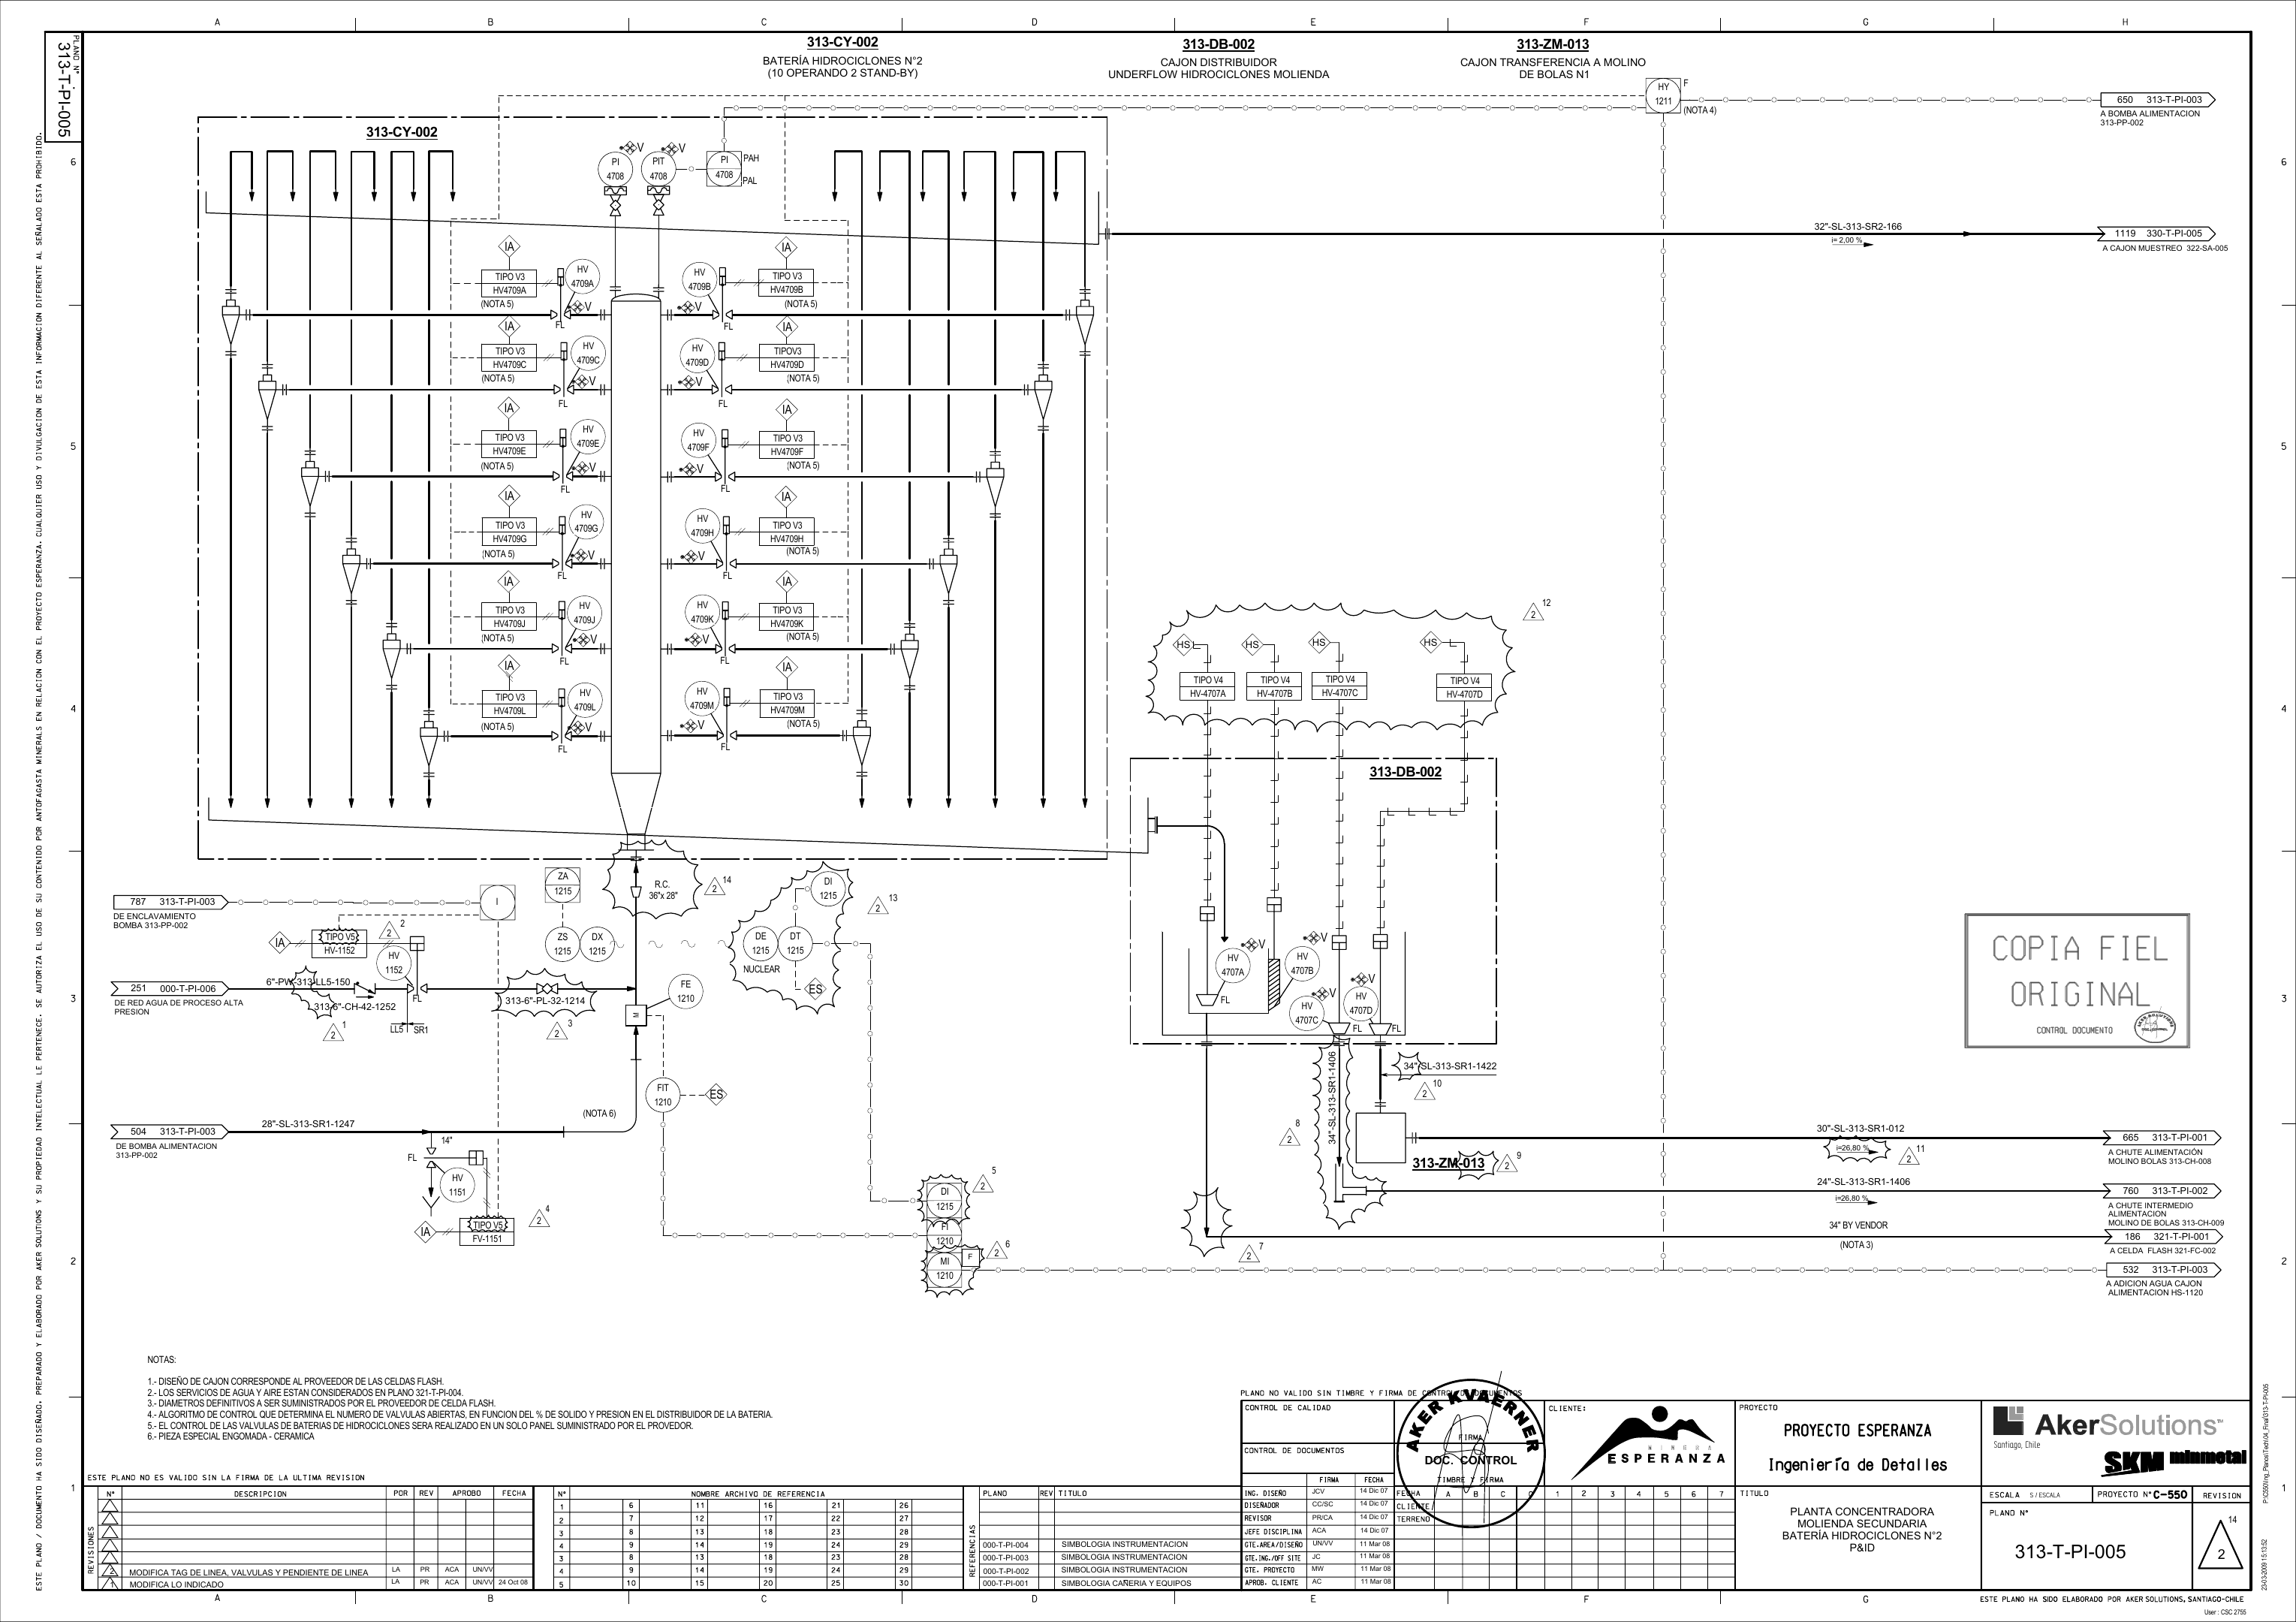 A B C D E F G H
PLANO N°
313-T-PI-005
313-CY-002
BATERÍA HIDROCICLONES N°2
(10 OPERANDO 2 STAND-BY)
313-DB-002
CAJON DISTRIBUIDOR
UNDERFLOW HIDROCICLONES MOLIENDA
313-ZM-013
CAJON TRANSFERENCIA A MOLINO
DE BOLAS N1
HY
1211
F
(NOTA 4)
650 313-T-PI-003
A BOMBA ALIMENTACION
313-PP-002
313-CY-002
PI
4708
V
PIT
4708
V
PI
4708
PAH
PAL
32"-SL-313-SR2-166
i= 2,00 %
1119 330-T-PI-005
A CAJON MUESTREO 322-SA-005
IA
TIPO V3
HV4709A
(NOTA 5)
HV
4709A
V
FL
HV
4709B
V
FL
IA
TIPO V3
HV4709B
(NOTA 5)
IA
TIPO V3
HV4709C
(NOTA 5)
HV
4709C
V
FL
HV
4709D
V
FL
IA
TIPOV3
HV4709D
(NOTA 5)
IA
TIPO V3
HV4709E
(NOTA 5)
HV
4709E
V
FL
HV
4709F
V
FL
IA
TIPO V3
HV4709F
(NOTA 5)
IA
TIPO V3
HV4709G
(NOTA 5)
HV
4709G
V
FL
HV
4709H
V
FL
IA
TIPO V3
HV4709H
(NOTA 5)
IA
TIPO V3
HV4709J
(NOTA 5)
HV
4709J
V
FL
HV
4709K
V
FL
IA
TIPO V3
HV4709K
(NOTA 5)
IA
TIPO V3
HV4709L
(NOTA 5)
HV
4709L
V
FL
HV
4709M
V
FL
IA
TIPO V3
HV4709M
(NOTA 5)
HS HS HS HS
TIPO V4
HV-4707A
TIPO V4
HV-4707B
TIPO V4
HV-4707C
TIPO V4
HV-4707D
2 12
313-DB-002
HV
4707A
V
FL
HV
4707B
V
HV
4707C
V
FL
HV
4707D
V
FL
787 313-T-PI-003
DE ENCLAVAMIENTO
BOMBA 313-PP-002
I
ZA
1215
R.C.
36"x 28"
2 14
DI
1215
2 13
IA
TIPO V5
HV-1152
2 2
HV
1152
ZS
1215
DX
1215
DE
1215
DT
1215
NUCLEAR
ES
251 000-T-PI-006
DE RED AGUA DE PROCESO ALTA
PRESION
6"-PW-313-LL5-150
313-6"-CH-42-1252
2 1
FL
LL5 SR1
313-6"-PL-32-1214
2 3
FE
1210
M
FIT
1210
ES
(NOTA 6)
504 313-T-PI-003
DE BOMBA ALIMENTACION
313-PP-002
28"-SL-313-SR1-1247
14"
FL
HV
1151
IA
TIPO V5
FV-1151
2 4
DI
1215
2 5
FI
1210
MI
1210
F
2 6
2 7
34"-SL-313-SR1-1406
2 8
34"-SL-313-SR1-1422
2 10
313-ZM-013
2 9
30"-SL-313-SR1-012
i=26,80 %
2 11
665 313-T-PI-001
A CHUTE ALIMENTACIÓN
MOLINO BOLAS 313-CH-008
24"-SL-313-SR1-1406
i=26,80 %
760 313-T-PI-002
A CHUTE INTERMEDIO
ALIMENTACION
MOLINO DE BOLAS 313-CH-009
34" BY VENDOR
(NOTA 3)
186 321-T-PI-001
A CELDA FLASH 321-FC-002
532 313-T-PI-003
A ADICION AGUA CAJON
ALIMENTACION HS-1120
COPIA FIEL
ORIGINAL
CONTROL DOCUMENTO
NOTAS:
1.- DISEÑO DE CAJON CORRESPONDE AL PROVEEDOR DE LAS CELDAS FLASH.
2.- LOS SERVICIOS DE AGUA Y AIRE ESTAN CONSIDERADOS EN PLANO 321-T-PI-004.
3.- DIAMETROS DEFINITIVOS A SER SUMINISTRADOS POR EL PROVEEDOR DE CELDA FLASH.
4.- ALGORITMO DE CONTROL QUE DETERMINA EL NUMERO DE VALVULAS ABIERTAS, EN FUNCION DEL % DE SOLIDO Y PRESION EN EL DISTRIBUIDOR DE LA BATERIA.
5.- EL CONTROL DE LAS VALVULAS DE BATERIAS DE HIDROCICLONES SERA REALIZADO EN UN SOLO PANEL SUMINISTRADO POR EL PROVEDOR.
6.- PIEZA ESPECIAL ENGOMADA - CERAMICA
ESTE PLANO NO ES VALIDO SIN LA FIRMA DE LA ULTIMA REVISION
REVISIONES
N° DESCRIPCION POR REV APROBO FECHA
2 MODIFICA TAG DE LINEA, VALVULAS Y PENDIENTE DE LINEA LA PR ACA UN/VV
1 MODIFICA LO INDICADO LA PR ACA UN/VV 24 Oct 08
N° NOMBRE ARCHIVO DE REFERENCIA
1 6 11 16 21 26
2 7 12 17 22 27
3 8 13 18 23 28
4 9 14 19 24 29
3 8 13 18 23 28
4 9 14 19 24 29
5 10 15 20 25 30
REFERENCIAS
PLANO REV TITULO
000-T-PI-004 SIMBOLOGIA INSTRUMENTACION
000-T-PI-003 SIMBOLOGIA INSTRUMENTACION
000-T-PI-002 SIMBOLOGIA INSTRUMENTACION
000-T-PI-001 SIMBOLOGIA CAÑERIA Y EQUIPOS
PLANO NO VALIDO SIN TIMBRE Y FIRMA DE CONTROL DE DOCUMENTOS
CONTROL DE CALIDAD
CONTROL DE DOCUMENTOS
FIRMA
TIMBRE Y FIRMA
AKER KVAERNER
DOC. CONTROL
FIRMA FECHA
ING. DISEÑO JCV 14 Dic 07
DISEÑADOR CC/SC 14 Dic 07
REVISOR PR/CA 14 Dic 07
JEFE DISCIPLINA ACA 14 Dic 07
GTE.AREA/DISEÑO UN/VV 11 Mar 08
GTE.ING./OFF SITE JC 11 Mar 08
GTE. PROYECTO MW 11 Mar 08
APROB. CLIENTE AC 11 Mar 08
FECHA A B C 0 1 2 3 4 5 6 7
CLIENTE
TERRENO
CLIENTE:
MINERA
ESPERANZA
PROYECTO
PROYECTO ESPERANZA
Ingeniería de Detalles
TITULO
PLANTA CONCENTRADORA
MOLIENDA SECUNDARIA
BATERÍA HIDROCICLONES N°2
P&ID
AkerSolutions™
Santiago, Chile
SKM minmetal
ESCALA S / ESCALA PROYECTO N° C-550 REVISION
PLANO N°
313-T-PI-005
14
2
ESTE PLANO HA SIDO ELABORADO POR AKER SOLUTIONS, SANTIAGO-CHILE
User : CSC 2755
23-03-2009 15:13:52
ESTE PLANO / DOCUMENTO HA SIDO DISEÑADO, PREPARADO Y ELABORADO POR AKER SOLUTIONS Y SU PROPIEDAD INTELECTUAL LE PERTENECE. SE AUTORIZA EL USO DE SU CONTENIDO POR ANTOFAGASTA MINERALS EN RELACION CON EL PROYECTO ESPERANZA. CUALQUIER USO Y DIVULGACION DE ESTA INFORMACION DIFERENTE AL SEÑALADO ESTA PROHIBIDO.
6 5 4 3 2 1
6 5 4 3 2 1
A B C D E F G